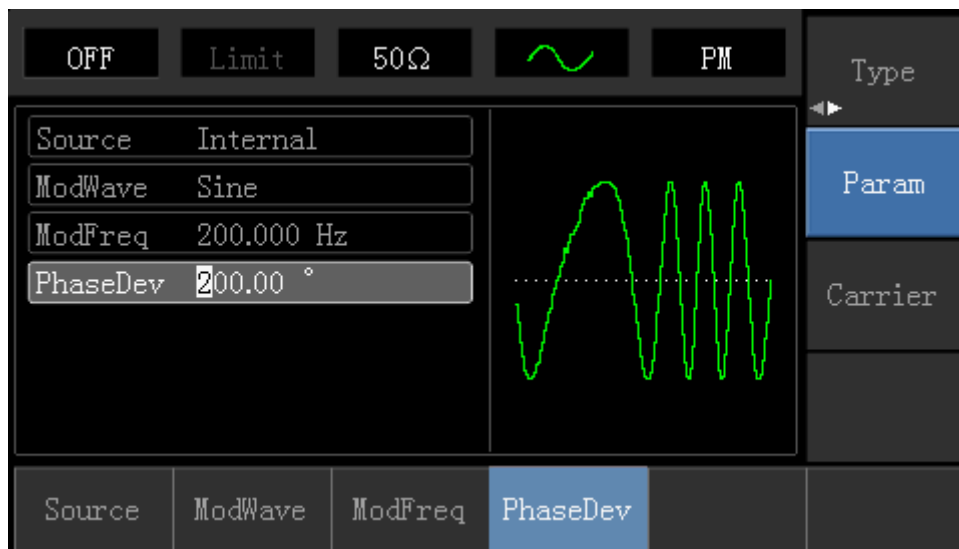 OFF Limit 50Ω PM
Type
Source Internal
ModWave Sine
ModFreq 200.000 Hz
PhaseDev 200.00 °
Param
Carrier
Source ModWave ModFreq PhaseDev